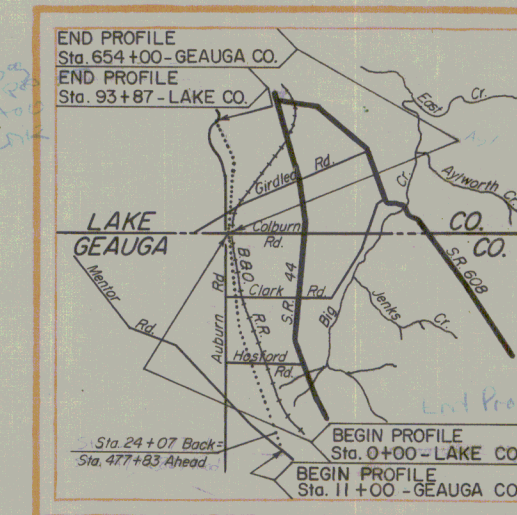 END PROFILE
Sta. 654+00-GEAUGA CO.
END PROFILE
Sta. 93+87-LAKE CO.
East Cr.
Girdled Rd.
Cr.
Aylworth Cr.
LAKE
GEAUGA
Colburn
Rd.
CO.
CO.
Mentor
Rd.
Auburn
Rd
B.&O.
R.R.
S.R. 44
Clark Rd.
Big
Jenks
Cr.
S.R. 608
Hosford
Rd.
Sta. 24+07 Back=
Sta. 477+83 Ahead
BEGIN PROFILE
Sta. 0+00-LAKE CO
BEGIN PROFILE
Sta. 11+00-GEAUGA CO